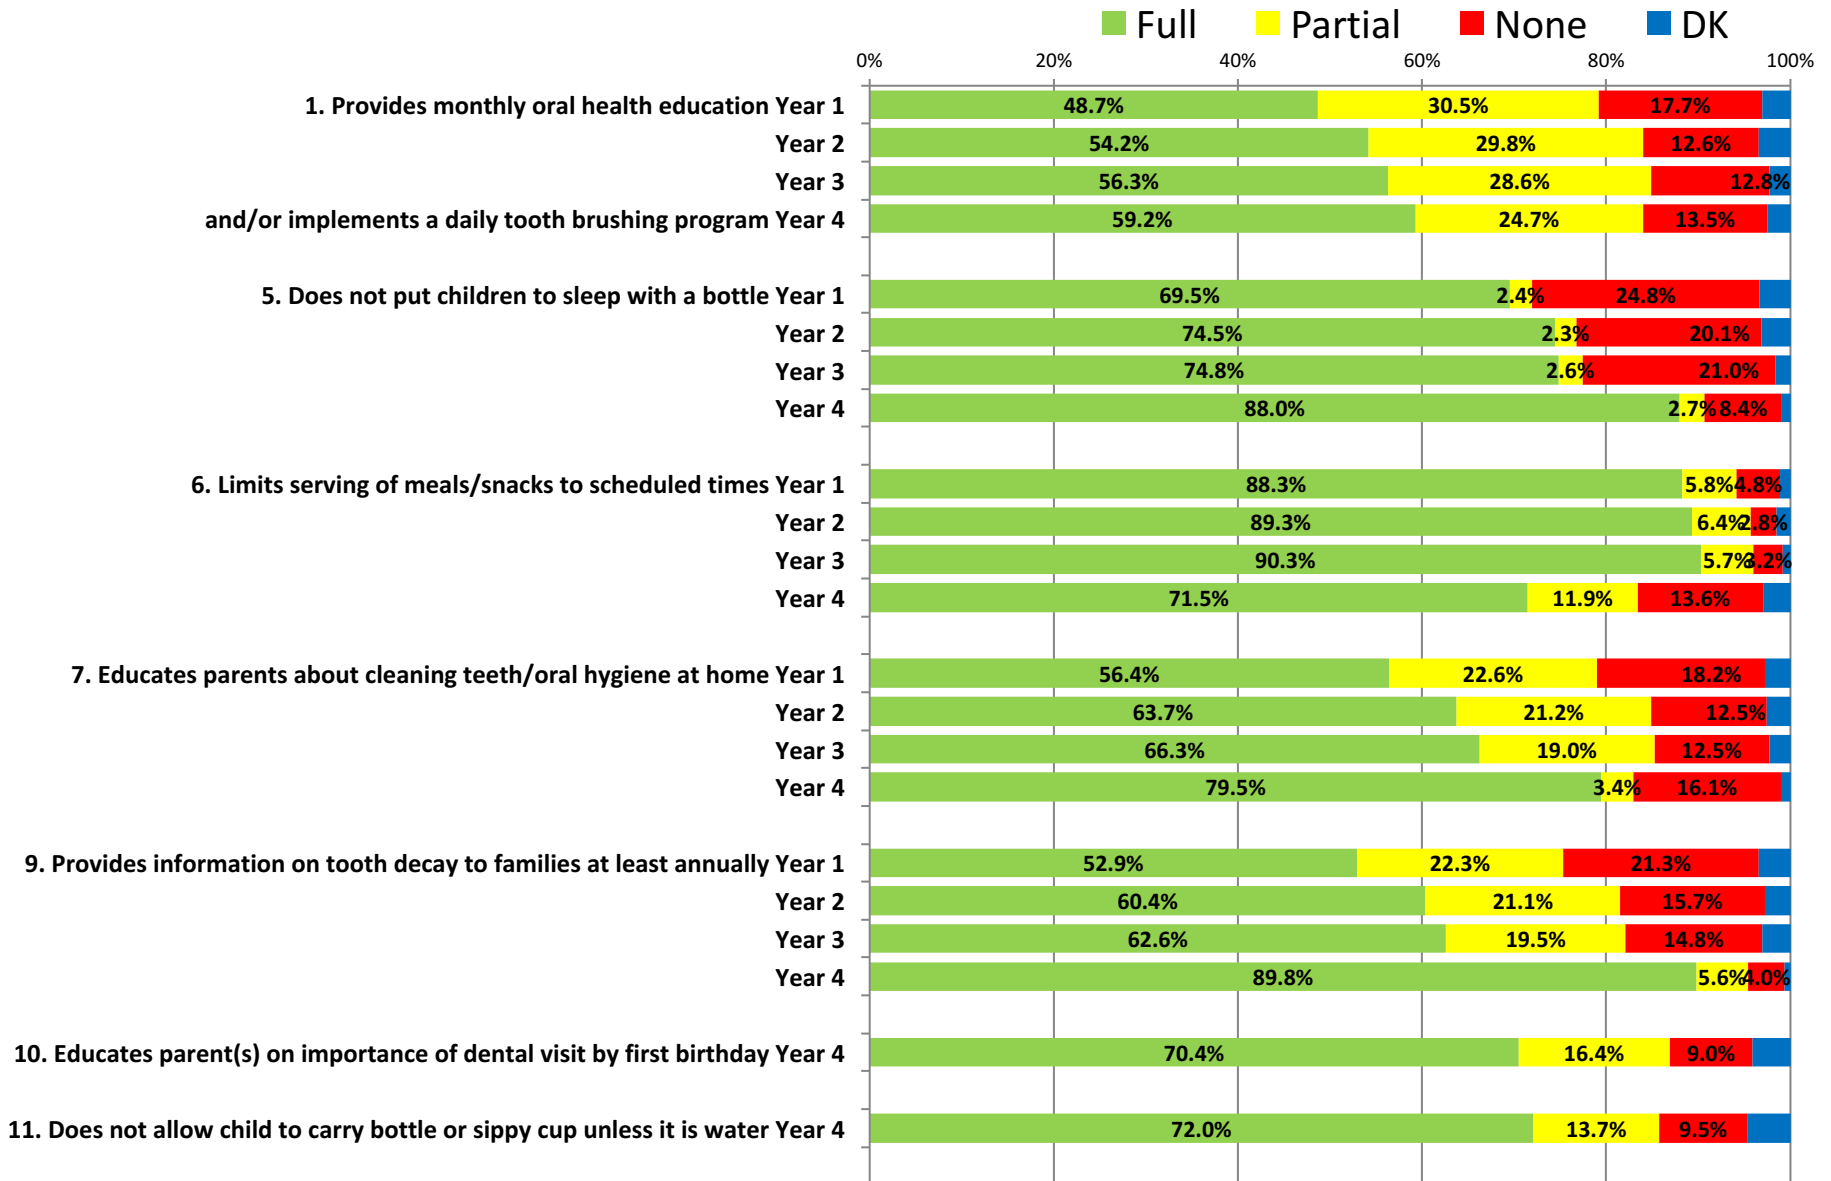 Full Partial None DK
0% 20% 40% 60% 80% 100%
1. Provides monthly oral health education Year 1 48.7% 30.5% 17.7%
Year 2 54.2% 29.8% 12.6%
Year 3 56.3% 28.6% 12.8%
and/or implements a daily tooth brushing program Year 4 59.2% 24.7% 13.5%
5. Does not put children to sleep with a bottle Year 1 69.5% 2.4% 24.8%
Year 2 74.5% 2.3% 20.1%
Year 3 74.8% 2.6% 21.0%
Year 4 88.0% 2.7% 8.4%
6. Limits serving of meals/snacks to scheduled times Year 1 88.3% 5.8% 4.8%
Year 2 89.3% 6.4% 2.8%
Year 3 90.3% 5.7% 3.2%
Year 4 71.5% 11.9% 13.6%
7. Educates parents about cleaning teeth/oral hygiene at home Year 1 56.4% 22.6% 18.2%
Year 2 63.7% 21.2% 12.5%
Year 3 66.3% 19.0% 12.5%
Year 4 79.5% 3.4% 16.1%
9. Provides information on tooth decay to families at least annually Year 1 52.9% 22.3% 21.3%
Year 2 60.4% 21.1% 15.7%
Year 3 62.6% 19.5% 14.8%
Year 4 89.8% 5.6% 4.0%
10. Educates parent(s) on importance of dental visit by first birthday Year 4 70.4% 16.4% 9.0%
11. Does not allow child to carry bottle or sippy cup unless it is water Year 4 72.0% 13.7% 9.5%